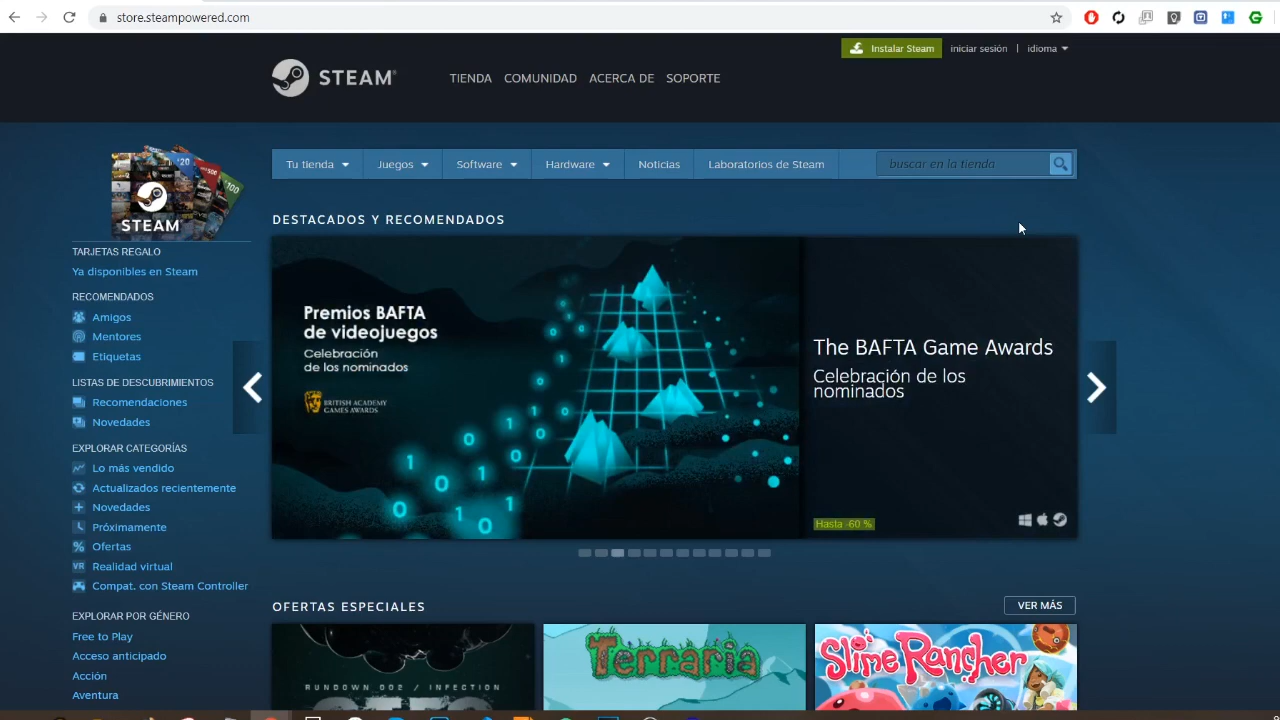 store.steampowered.com
Instalar Steam
iniciar sesión | idioma
STEAM®
TIENDA COMUNIDAD ACERCA DE SOPORTE
Tu tienda Juegos Software Hardware Noticias Laboratorios de Steam buscar en la tienda
STEAM
20
100
TARJETAS REGALO
Ya disponibles en Steam
RECOMENDADOS
Amigos
Mentores
Etiquetas
LISTAS DE DESCUBRIMIENTOS
Recomendaciones
Novedades
EXPLORAR CATEGORÍAS
Lo más vendido
Actualizados recientemente
Novedades
Próximamente
Ofertas
VR Realidad virtual
Compat. con Steam Controller
EXPLORAR POR GÉNERO
Free to Play
Acceso anticipado
Acción
Aventura
DESTACADOS Y RECOMENDADOS
Premios BAFTA
de videojuegos
Celebración
de los nominados
BRITISH ACADEMY
GAMES AWARDS
The BAFTA Game Awards
Celebración de los
nominados
Hasta -60 %
OFERTAS ESPECIALES
VER MÁS
RUNDOWN 002 / INFECTION
Terraria
Slime Rancher